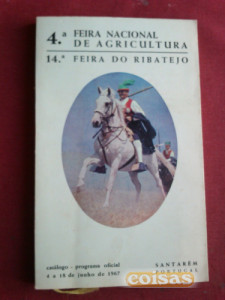 4.ª FEIRA NACIONAL
DE AGRICULTURA
14.ª FEIRA DO RIBATEJO
catálogo - programa oficial
4 a 18 de junho de 1967
SANTARÉM
PORTUGAL
coisas